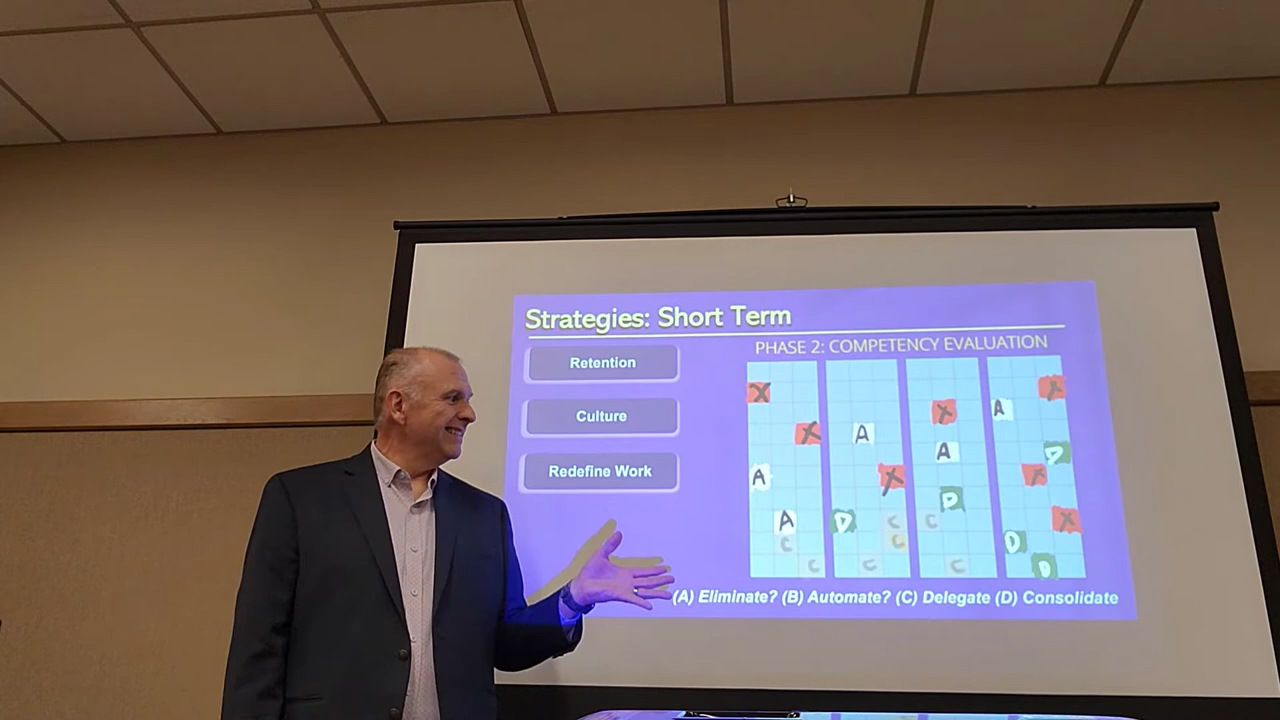 Strategies: Short Term
PHASE 2: COMPETENCY EVALUATION
Retention
Culture
Redefine Work
X
X
A
A
C
C
A
X
D
C
C
C
X
A
D
C
C
X
A
D
X
X
D
D
(A) Eliminate? (B) Automate? (C) Delegate (D) Consolidate